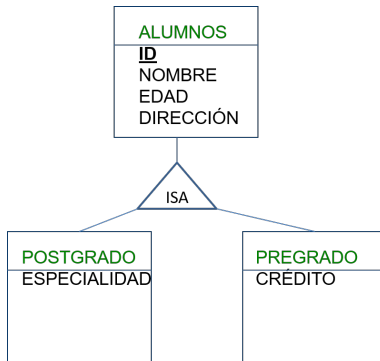 ALUMNOS
ID
NOMBRE
EDAD
DIRECCIÓN
ISA
POSTGRADO
ESPECIALIDAD
PREGRADO
CRÉDITO